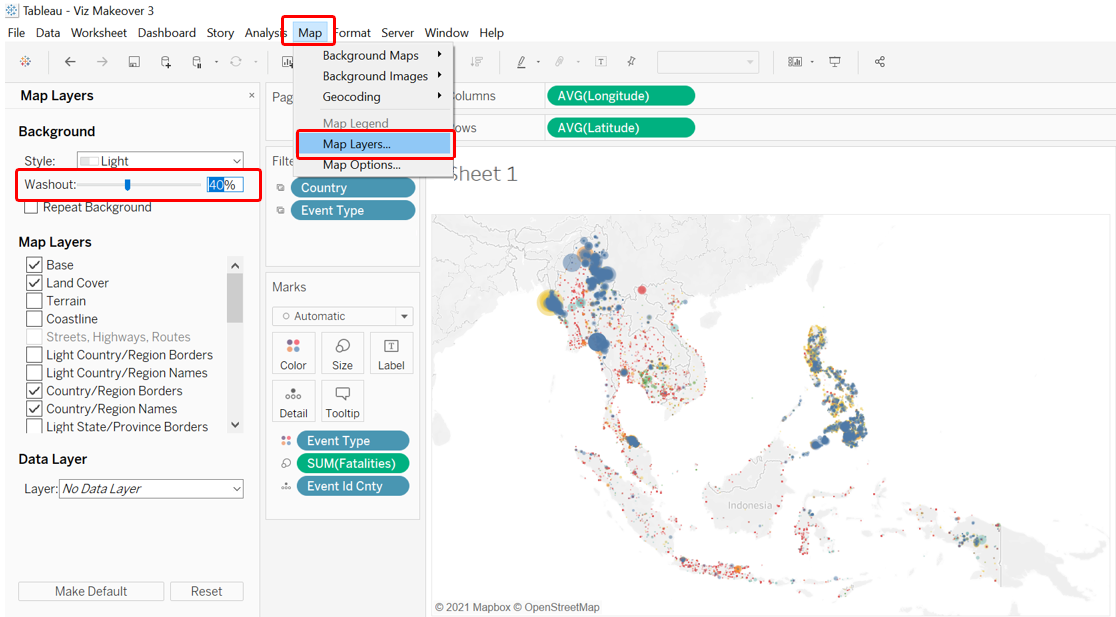 Tableau - Viz Makeover 3
File Data Worksheet Dashboard Story Analysis Map Format Server Window Help
Map Layers
Background
Style: Light
Washout: 40%
Repeat Background
Map Layers
Base
Land Cover
Terrain
Coastline
Streets, Highways, Routes
Light Country/Region Borders
Light Country/Region Names
Country/Region Borders
Country/Region Names
Light State/Province Borders
Data Layer
Layer: No Data Layer
Make Default Reset
Background Maps
Background Images
Geocoding
Map Legend
Map Layers...
Map Options...
Pag
Filte
Country
Event Type
Marks
Automatic
Color Size Label
Detail Tooltip
Event Type
SUM(Fatalities)
Event Id Cnty
olumns AVG(Longitude)
ows AVG(Latitude)
Sheet 1
Indonesia
© 2021 Mapbox © OpenStreetMap